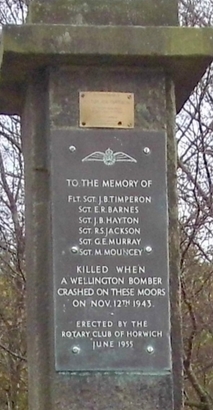 TO THE MEMORY OF
FLT. SGT. J.B. TIMPERON
SGT. E.R. BARNES
SGT. J.B. HAYTON
SGT. R.S. JACKSON
SGT. G.E. MURRAY
SGT. M. MOUNCEY
KILLED WHEN
A WELLINGTON BOMBER
CRASHED ON THESE MOORS
ON NOV. 12TH 1943.
ERECTED BY THE
ROTARY CLUB OF HORWICH
JUNE 1955